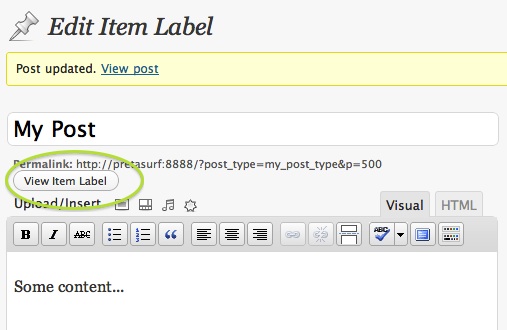 Edit Item Label
Post updated. View post
My Post
Permalink: http://pretasurf:8888/?post_type=my_post_type&p=500
View Item Label
Upload/Insert Visual HTML
B I ABC ABC
Some content...